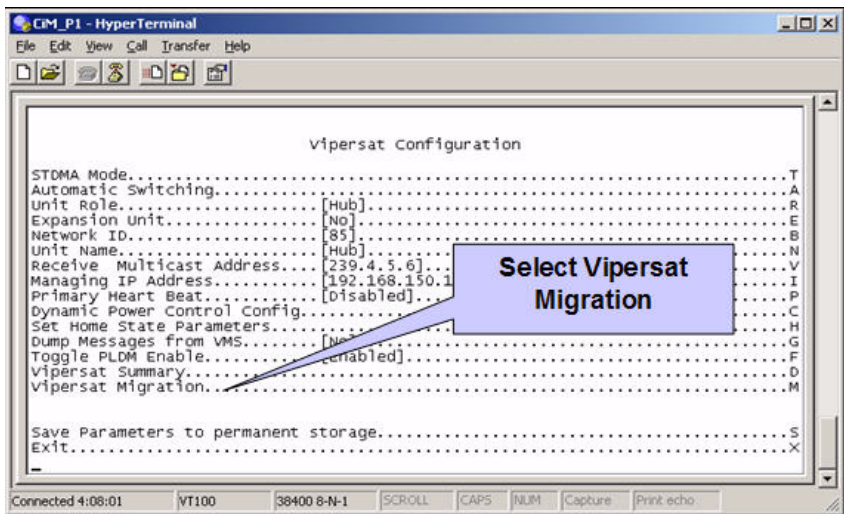 CiM_P1 - HyperTerminal
File Edit View Call Transfer Help
Vipersat Configuration
STDMA Mode..............................................................................T
Automatic Switching.....................................................................A
Unit Role....................[Hub]..............................................R
Expansion Unit...............[No]...............................................E
Network ID...................[85]...............................................B
Unit Name....................[Hub]..............................................N
Receive  Multicast Address....[239.4.5.6]...V
Managing IP Address..........[192.168.150.1 I
Primary Heart Beat...........[Disabled]....P
Dynamic Power Control Config....C
Set Home State Parameters....H
Dump Messages from VMS.......[No]....G
Toggle PLDM Enable...........[Enabled]..........................................F
Vipersat Summary........................................................................D
Vipersat Migration......................................................................M
Select Vipersat
Migration
Save Parameters to permanent storage....................................................S
Exit....................................................................................X
Connected 4:08:01 VT100 38400 8-N-1 SCROLL CAPS NUM Capture Print echo